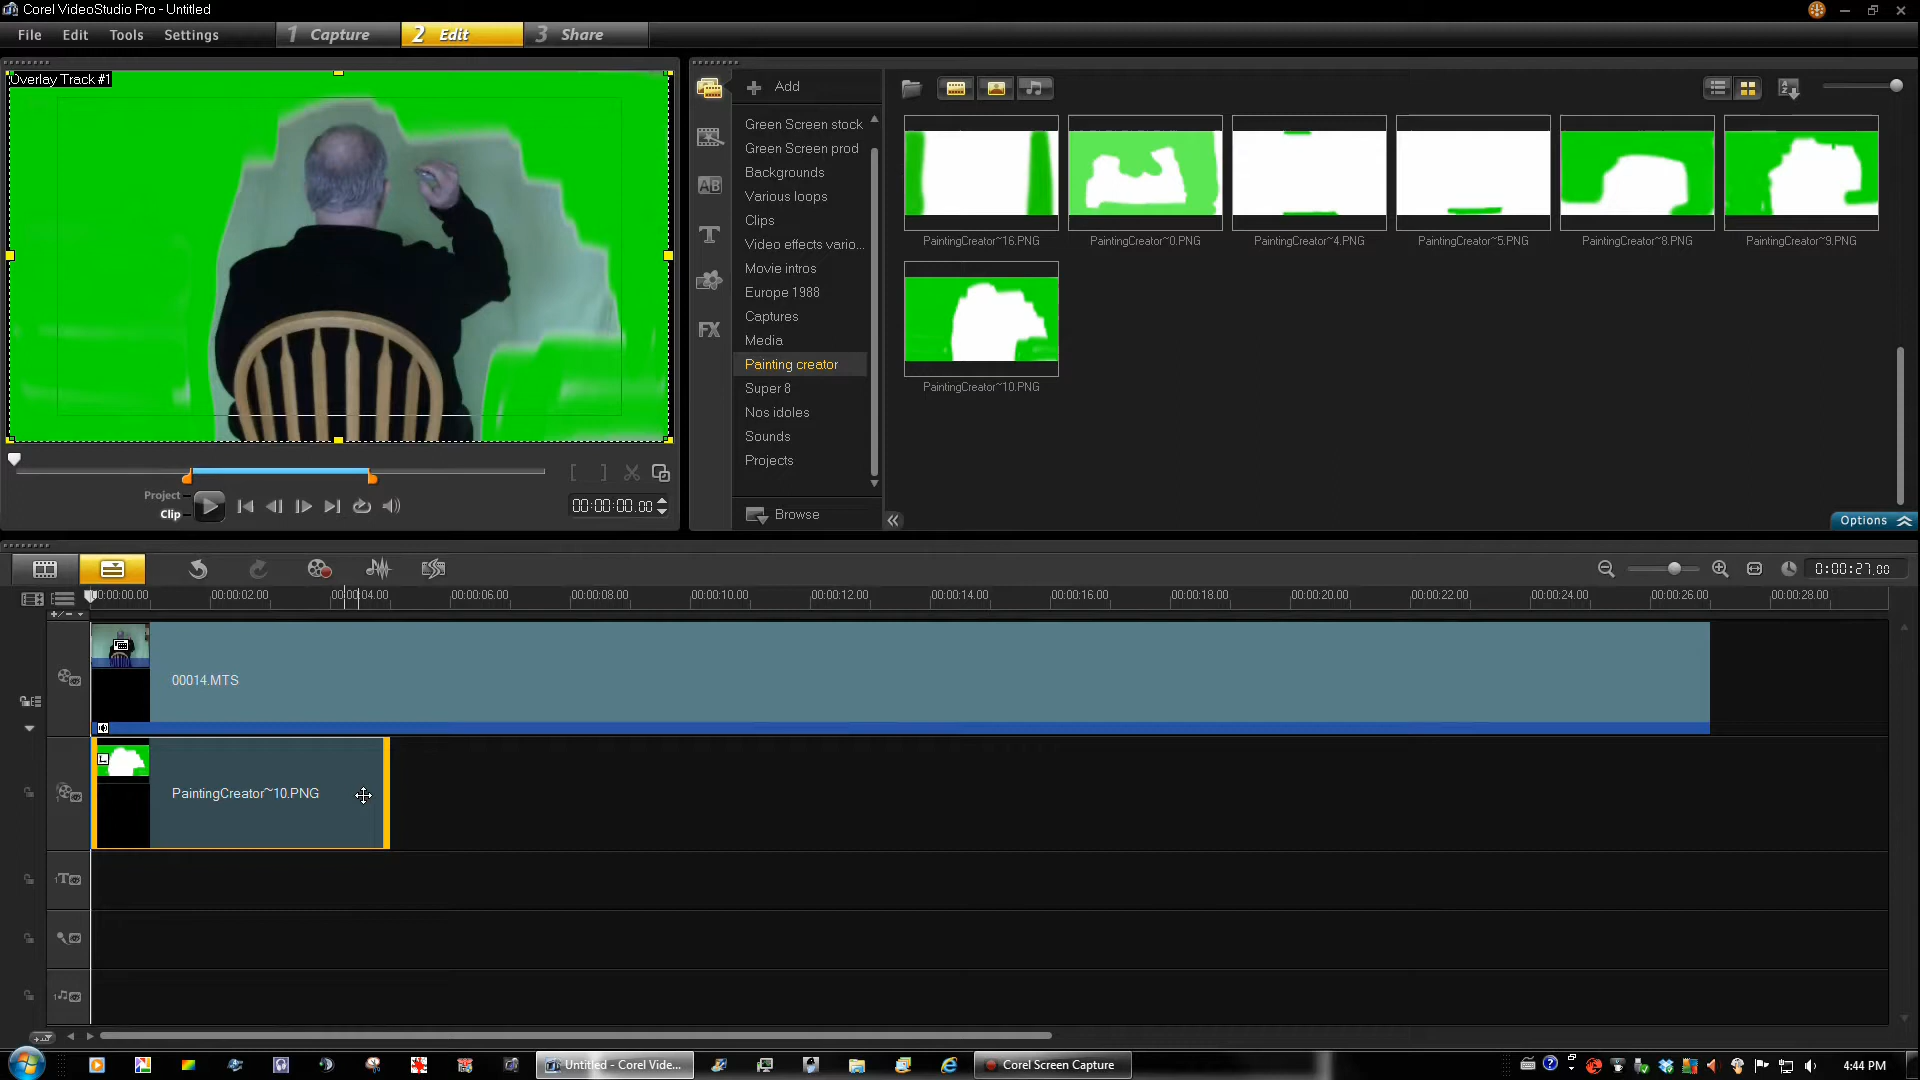 Corel VideoStudio Pro - Untitled
File Edit Tools Settings 1 Capture 2 Edit 3 Share
Overlay Track #1
Add
Green Screen stock
Green Screen prod
Backgrounds
Various loops
Clips
Video effects vario...
Movie intros
Europe 1988
Captures
Media
Painting creator
Super 8
Nos idoles
Sounds
Projects
Browse
PaintingCreator~16.PNG PaintingCreator~0.PNG PaintingCreator~4.PNG PaintingCreator~5.PNG PaintingCreator~8.PNG PaintingCreator~9.PNG
PaintingCreator~10.PNG
AB
T
FX
Options
Project
Clip
00:00:00.00
0:00:27.00
00:00:00.00 00:00:02.00 00:00:04.00 00:00:06.00 00:00:08.00 00:00:10.00 00:00:12.00 00:00:14.00 00:00:16.00 00:00:18.00 00:00:20.00 00:00:22.00 00:00:24.00 00:00:26.00 00:00:28.00
00014.MTS
PaintingCreator~10.PNG
Untitled - Corel Vide...
Corel Screen Capture
4:44 PM